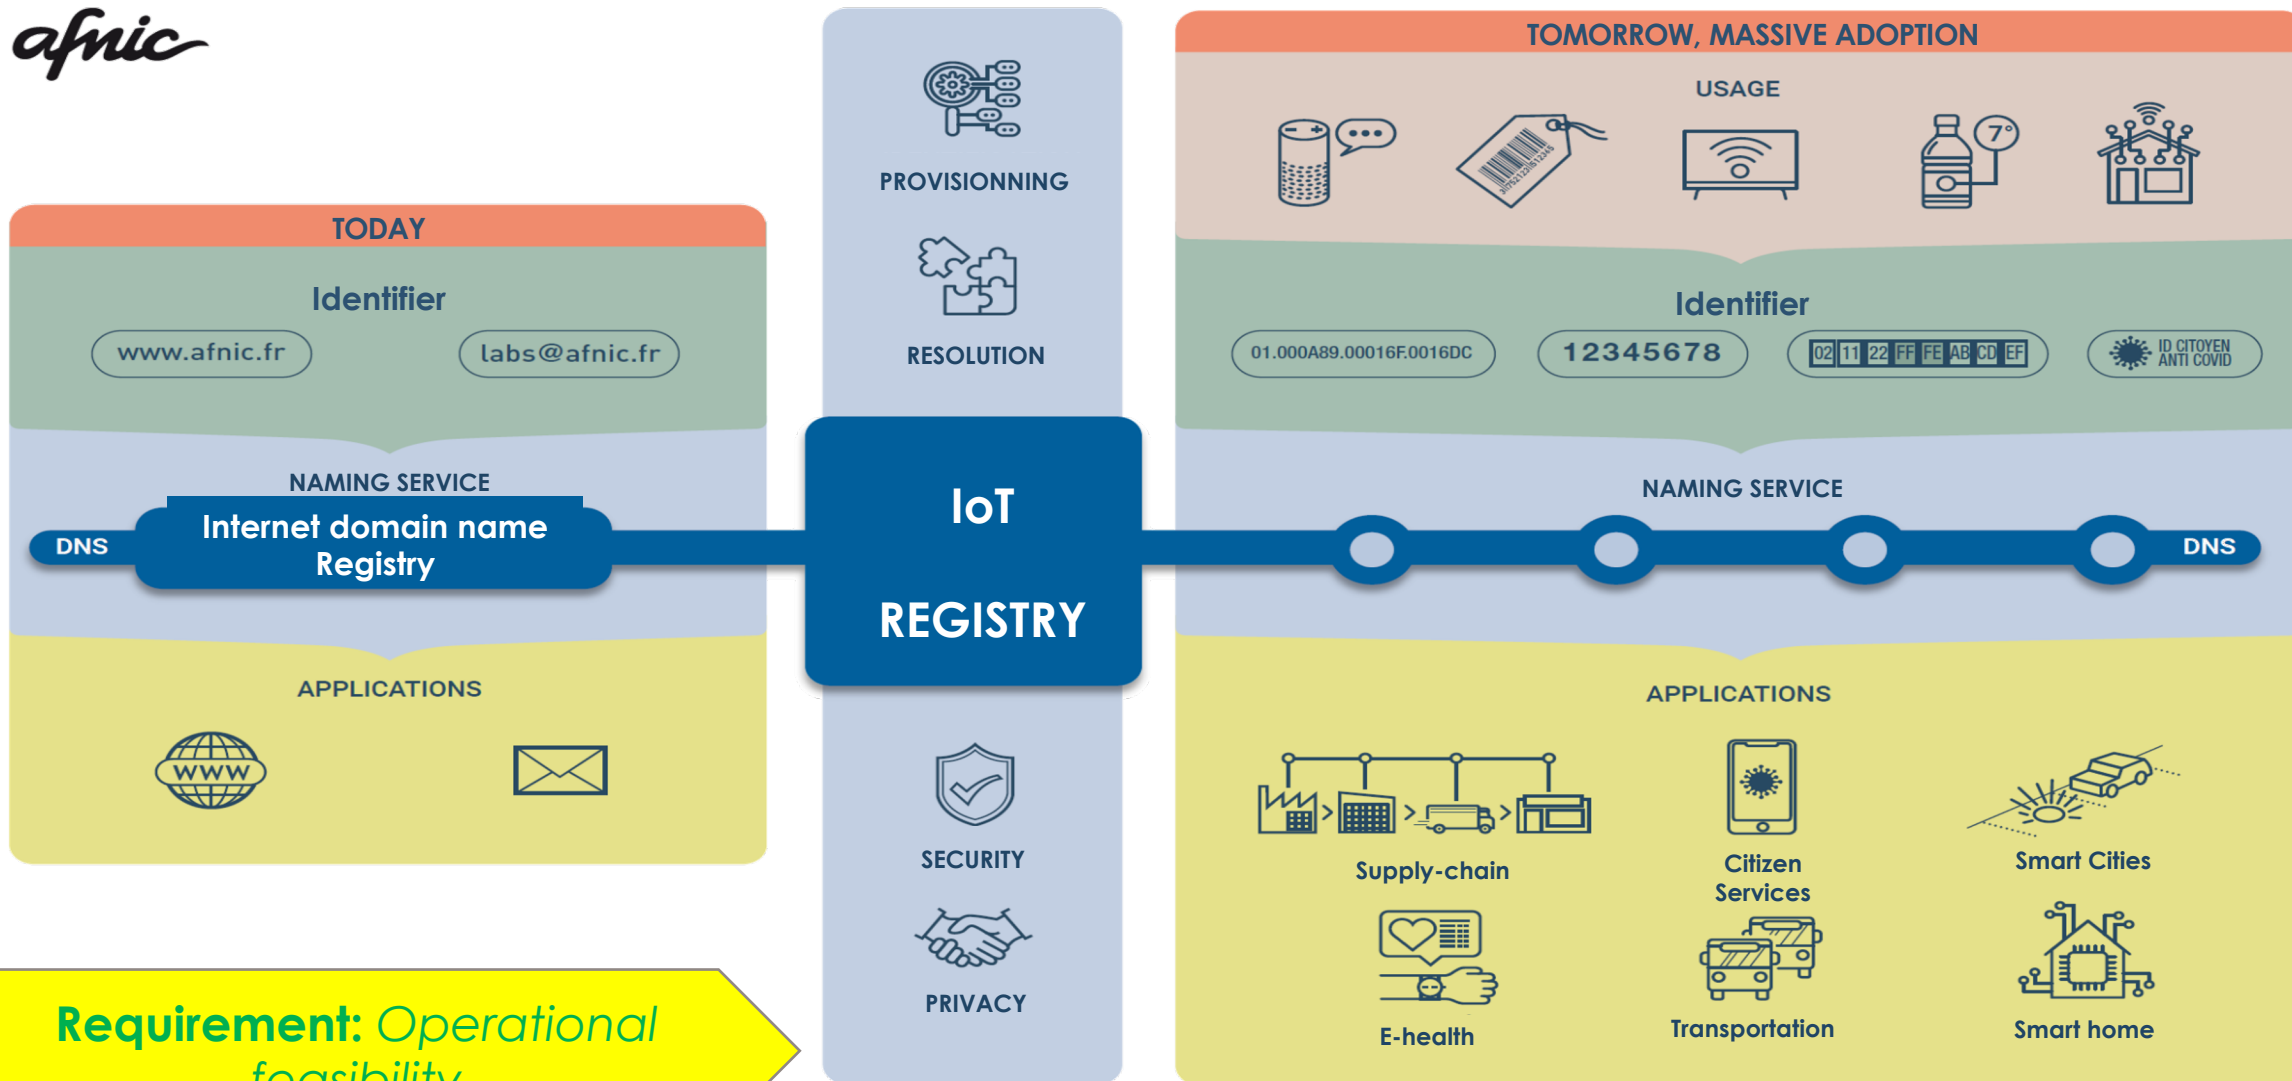 afnic
TODAY
Identifier
www.afnic.fr
labs@afnic.fr
NAMING SERVICE
DNS
Internet domain name
Registry
APPLICATIONS
WWW
Requirement: Operational
feasibility
PROVISIONNING
RESOLUTION
IoT
REGISTRY
SECURITY
PRIVACY
TOMORROW, MASSIVE ADOPTION
USAGE
7°
Identifier
01.000A89.00016F.0016DC
12345678
02 11 22 FF FE AB CD EF
ID CITOYEN
ANTI COVID
NAMING SERVICE
DNS
APPLICATIONS
Supply-chain
Citizen
Services
Smart Cities
E-health
Transportation
Smart home